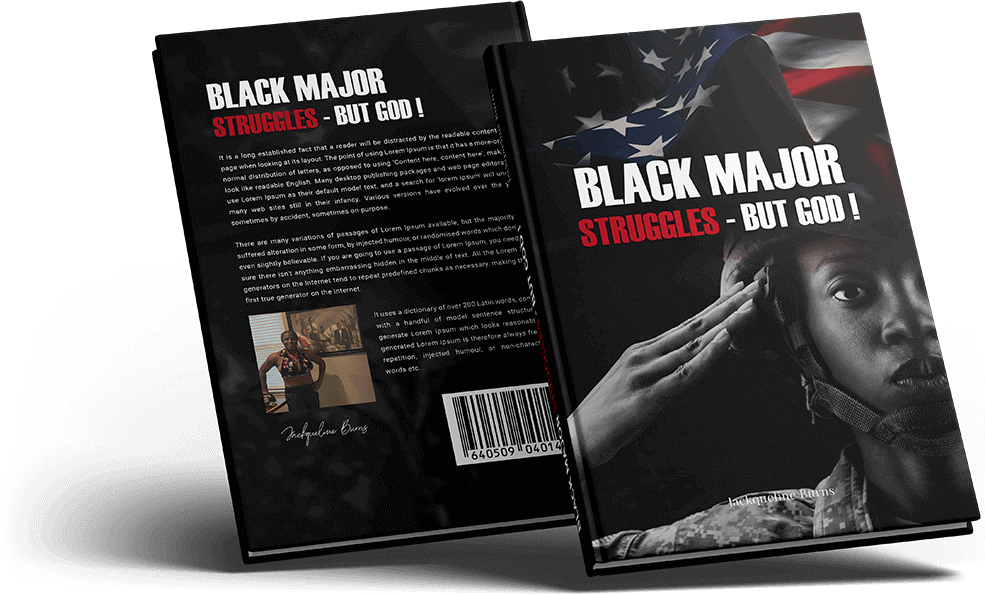 BLACK MAJOR
STRUGGLES - BUT GOD !
It is a long established fact that a reader will be distracted by the readable content
page when looking at its layout. The point of using Lorem Ipsum is that it has a more-or
normal distribution of letters, as opposed to using 'Content here, content here', mak
look like readable English. Many desktop publishing packages and web page editors
use Lorem Ipsum as their default model text, and a search for 'lorem ipsum' will un
many web sites still in their infancy. Various versions have evolved over the
sometimes by accident, sometimes on purpose.
There are many variations of passages of Lorem Ipsum available, but the majority
suffered alteration in some form, by injected humour, or randomised words which don
even slightly believable. If you are going to use a passage of Lorem Ipsum, you need
sure there isn't anything embarrassing hidden in the middle of text. All the Lorem
generators on the Internet tend to repeat predefined chunks as necessary, making
first true generator on the Internet.
It uses a dictionary of over 200 Latin words, com
with a handful of model sentence structur
generate Lorem Ipsum which looks reasonabl
generated Lorem Ipsum is therefore always fre
repetition, injected humour, or non-charact
words etc.
Jackqueline Burns
640509 04014
BLACK MAJOR
STRUGGLES - BUT GOD !
Jackqueline Burns